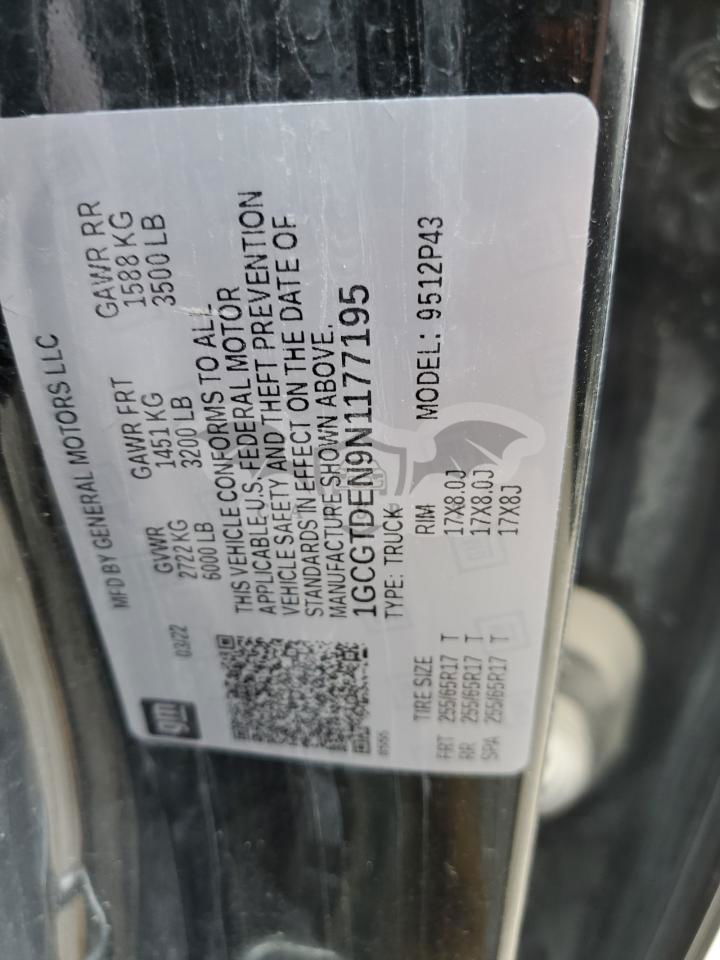 gm
MFD BY GENERAL MOTORS LLC
03/22 GVWR GAWR FRT GAWR RR
2722 KG 1451 KG 1588 KG
6000 LB 3200 LB 3500 LB
THIS VEHICLE CONFORMS TO ALL
APPLICABLE U.S. FEDERAL MOTOR
VEHICLE SAFETY AND THEFT PREVENTION
STANDARDS IN EFFECT ON THE DATE OF
MANUFACTURE SHOWN ABOVE.
1GCGTDEN9N1177195
TYPE: TRUCK
TIRE SIZE RIM MODEL: 9512P43
FRT 255/65R17 T 17X8.0J
RR 255/65R17 T 17X8.0J
SPA 255/65R17 T 17X8J